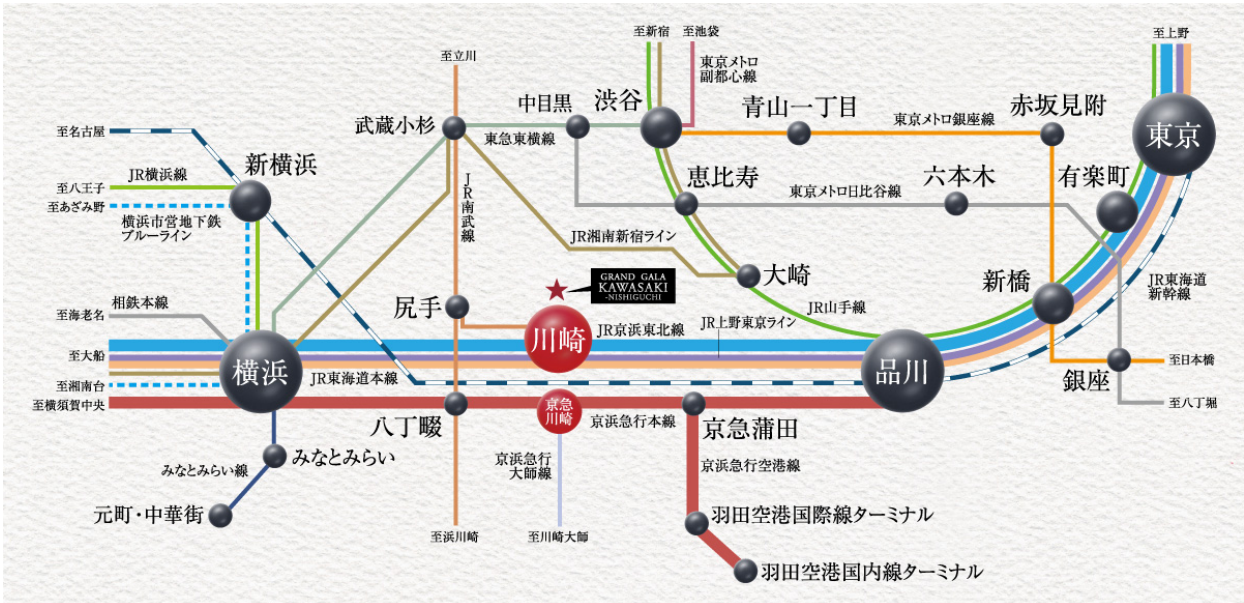 至新宿
至池袋
至上野
至立川
東京メトロ
副都心線
渋谷
中目黒
青山一丁目
赤坂見附
東京メトロ銀座線
武蔵小杉
東急東横線
東京
至名古屋
新横浜
JR横浜線
至八王子
至あざみ野
横浜市営地下鉄
ブルーライン
JR南武線
恵比寿
東京メトロ日比谷線
六本木
有楽町
JR湘南新宿ライン
大崎
新橋
JR東海道
新幹線
GRAND GALA
KAWASAKI
-NISHIGUCHI
尻手
相鉄本線
至海老名
川崎
JR京浜東北線
JR上野東京ライン
JR山手線
至大船
横浜
JR東海道本線
品川
銀座
至日本橋
至湘南台
至横須賀中央
至八丁堀
八丁畷
京急
川崎
京浜急行本線
京急蒲田
みなとみらい線
みなとみらい
京浜急行
大師線
京浜急行空港線
元町・中華街
羽田空港国際線ターミナル
至浜川崎
至川崎大師
羽田空港国内線ターミナル